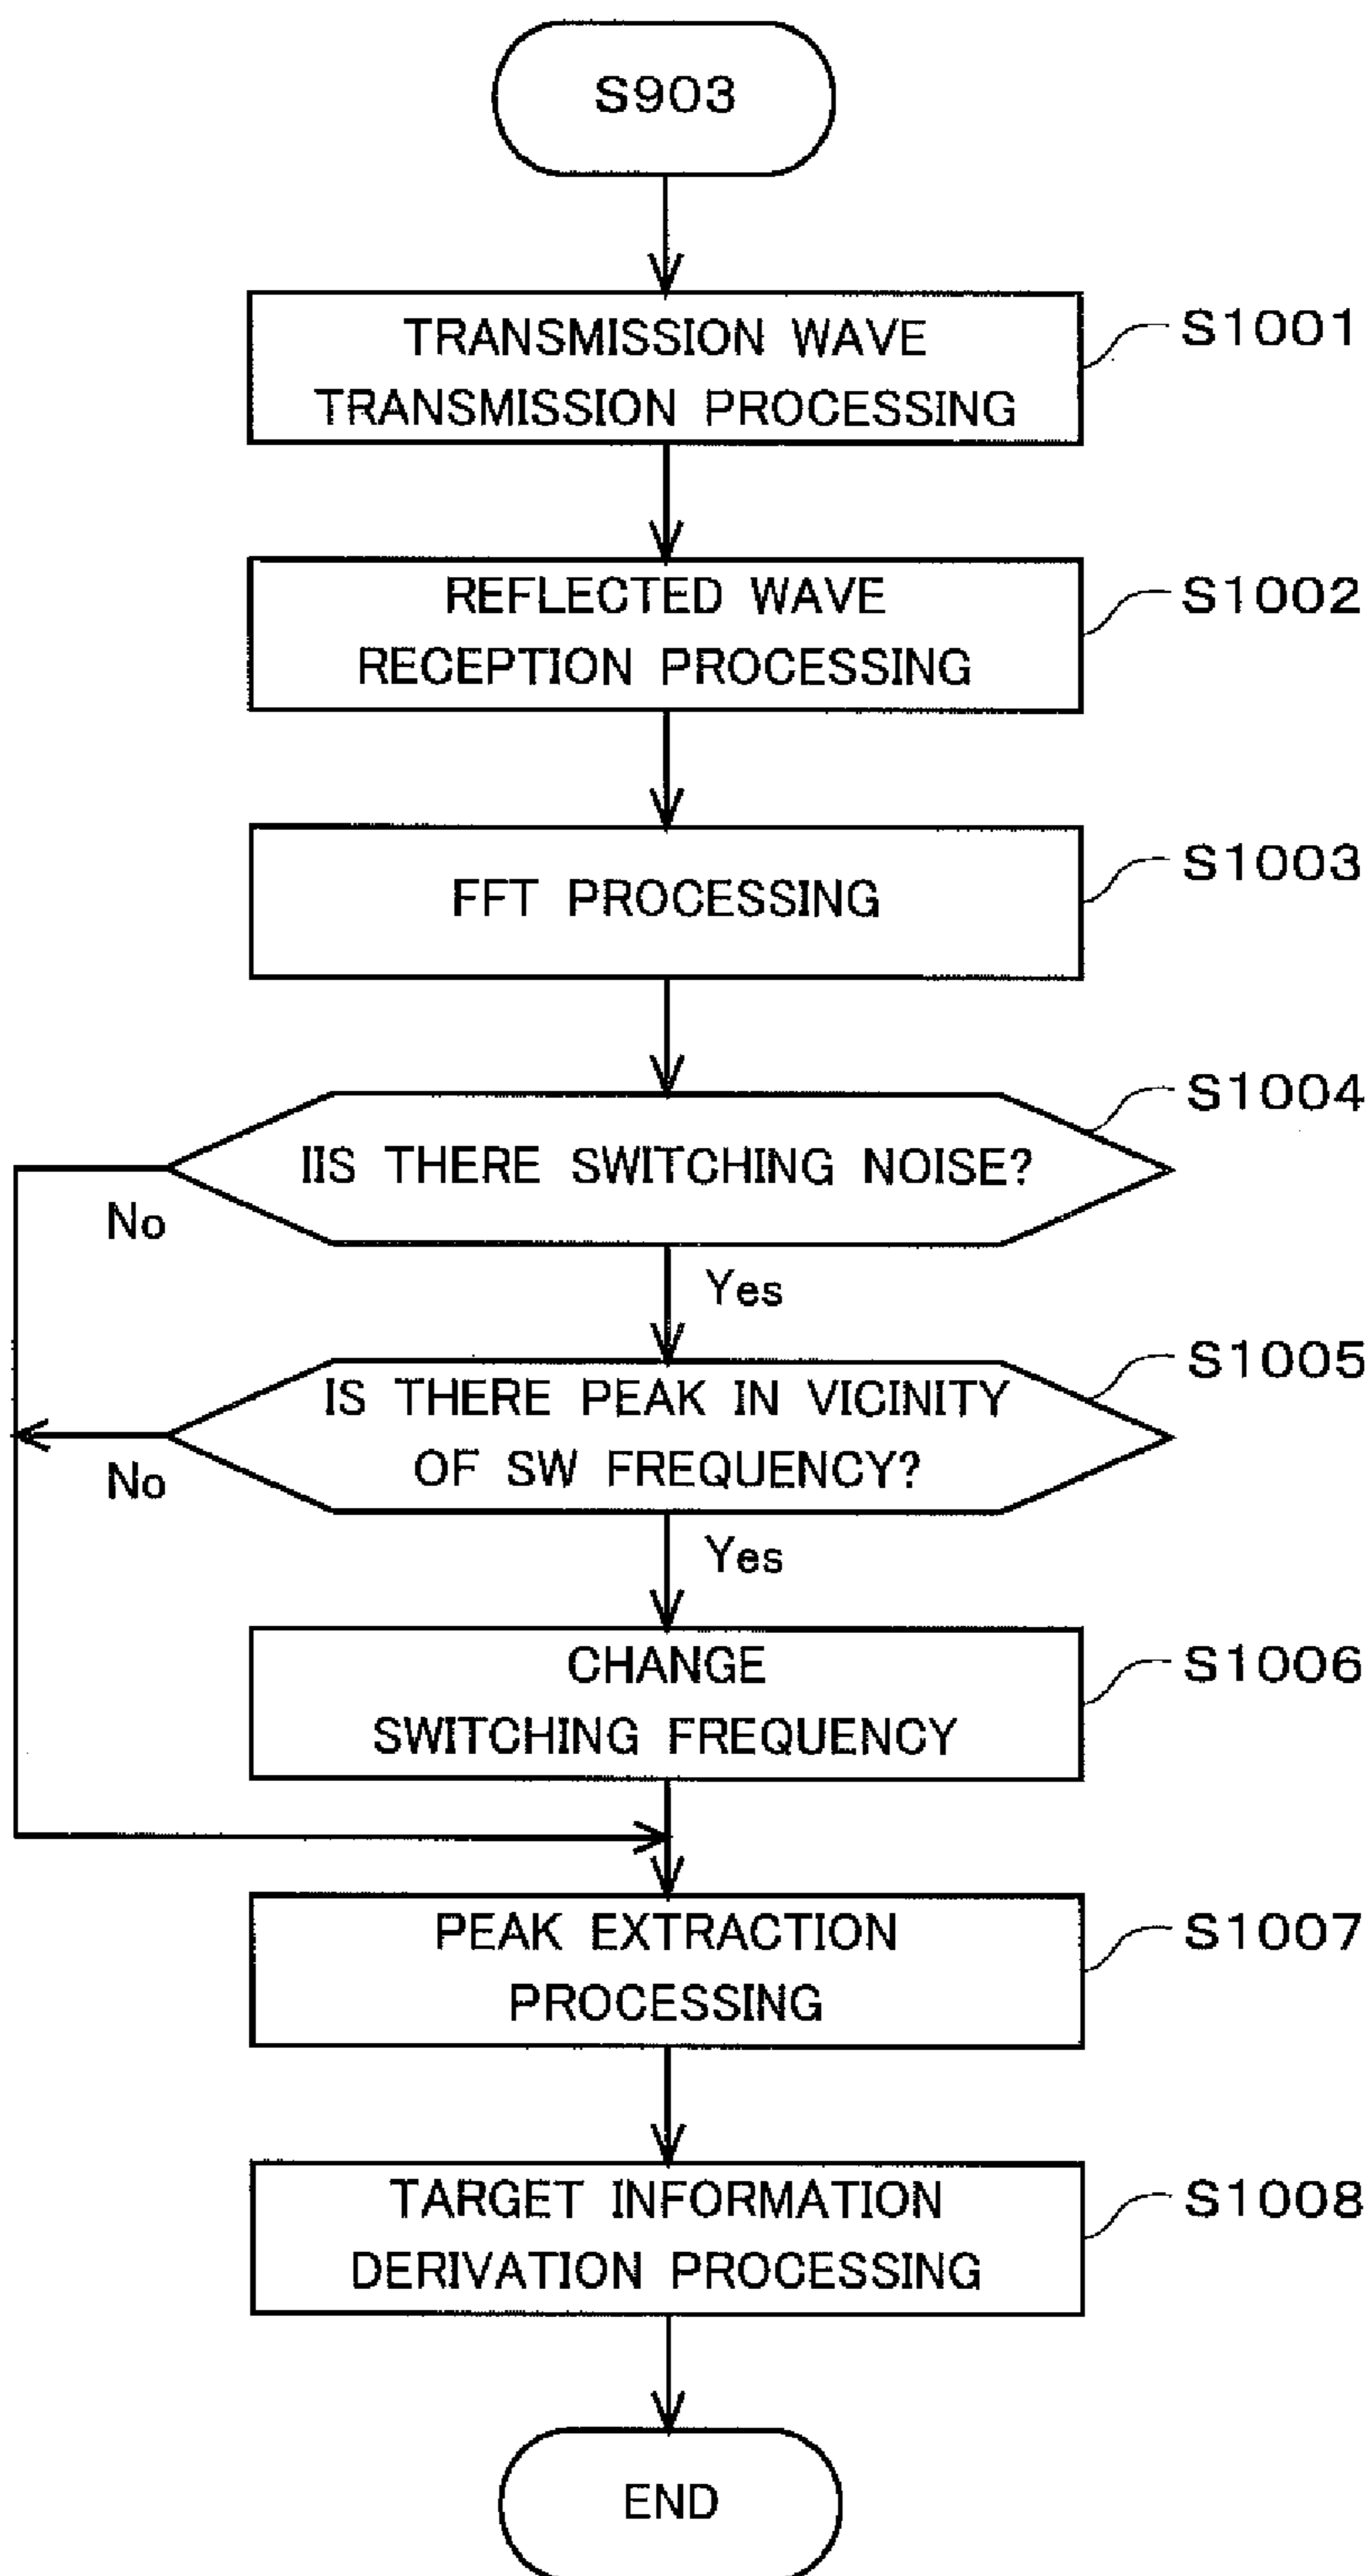 S903
TRANSMISSION WAVE
TRANSMISSION PROCESSING
S1001
REFLECTED WAVE
RECEPTION PROCESSING
S1002
FFT PROCESSING
S1003
S1004
IIS THERE SWITCHING NOISE?
No
Yes
S1005
IS THERE PEAK IN VICINITY
OF SW FREQUENCY?
No
Yes
CHANGE
SWITCHING FREQUENCY
S1006
PEAK EXTRACTION
PROCESSING
S1007
TARGET INFORMATION
DERIVATION PROCESSING
S1008
END